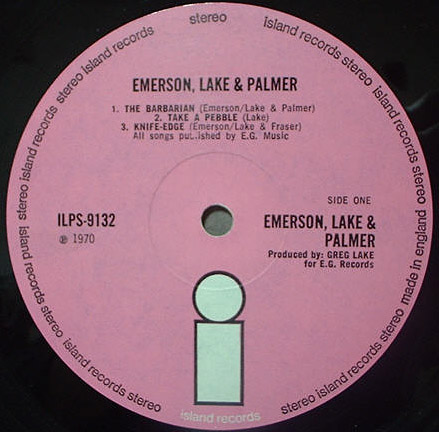 EMERSON, LAKE & PALMER
1. THE BARBARIAN (Emerson/Lake & Palmer)
2. TAKE A PEBBLE (Lake)
3. KNIFE-EDGE (Emerson/Lake & Fraser)
All songs published by E.G. Music
SIDE ONE
ILPS-9132
℗ 1970
EMERSON, LAKE &
PALMER
Produced by: GREG LAKE
for E.G. Records
island records
island records stereo island records stereo island records stereo island records stereo
stereo island records stereo made in england stereo island records stereo